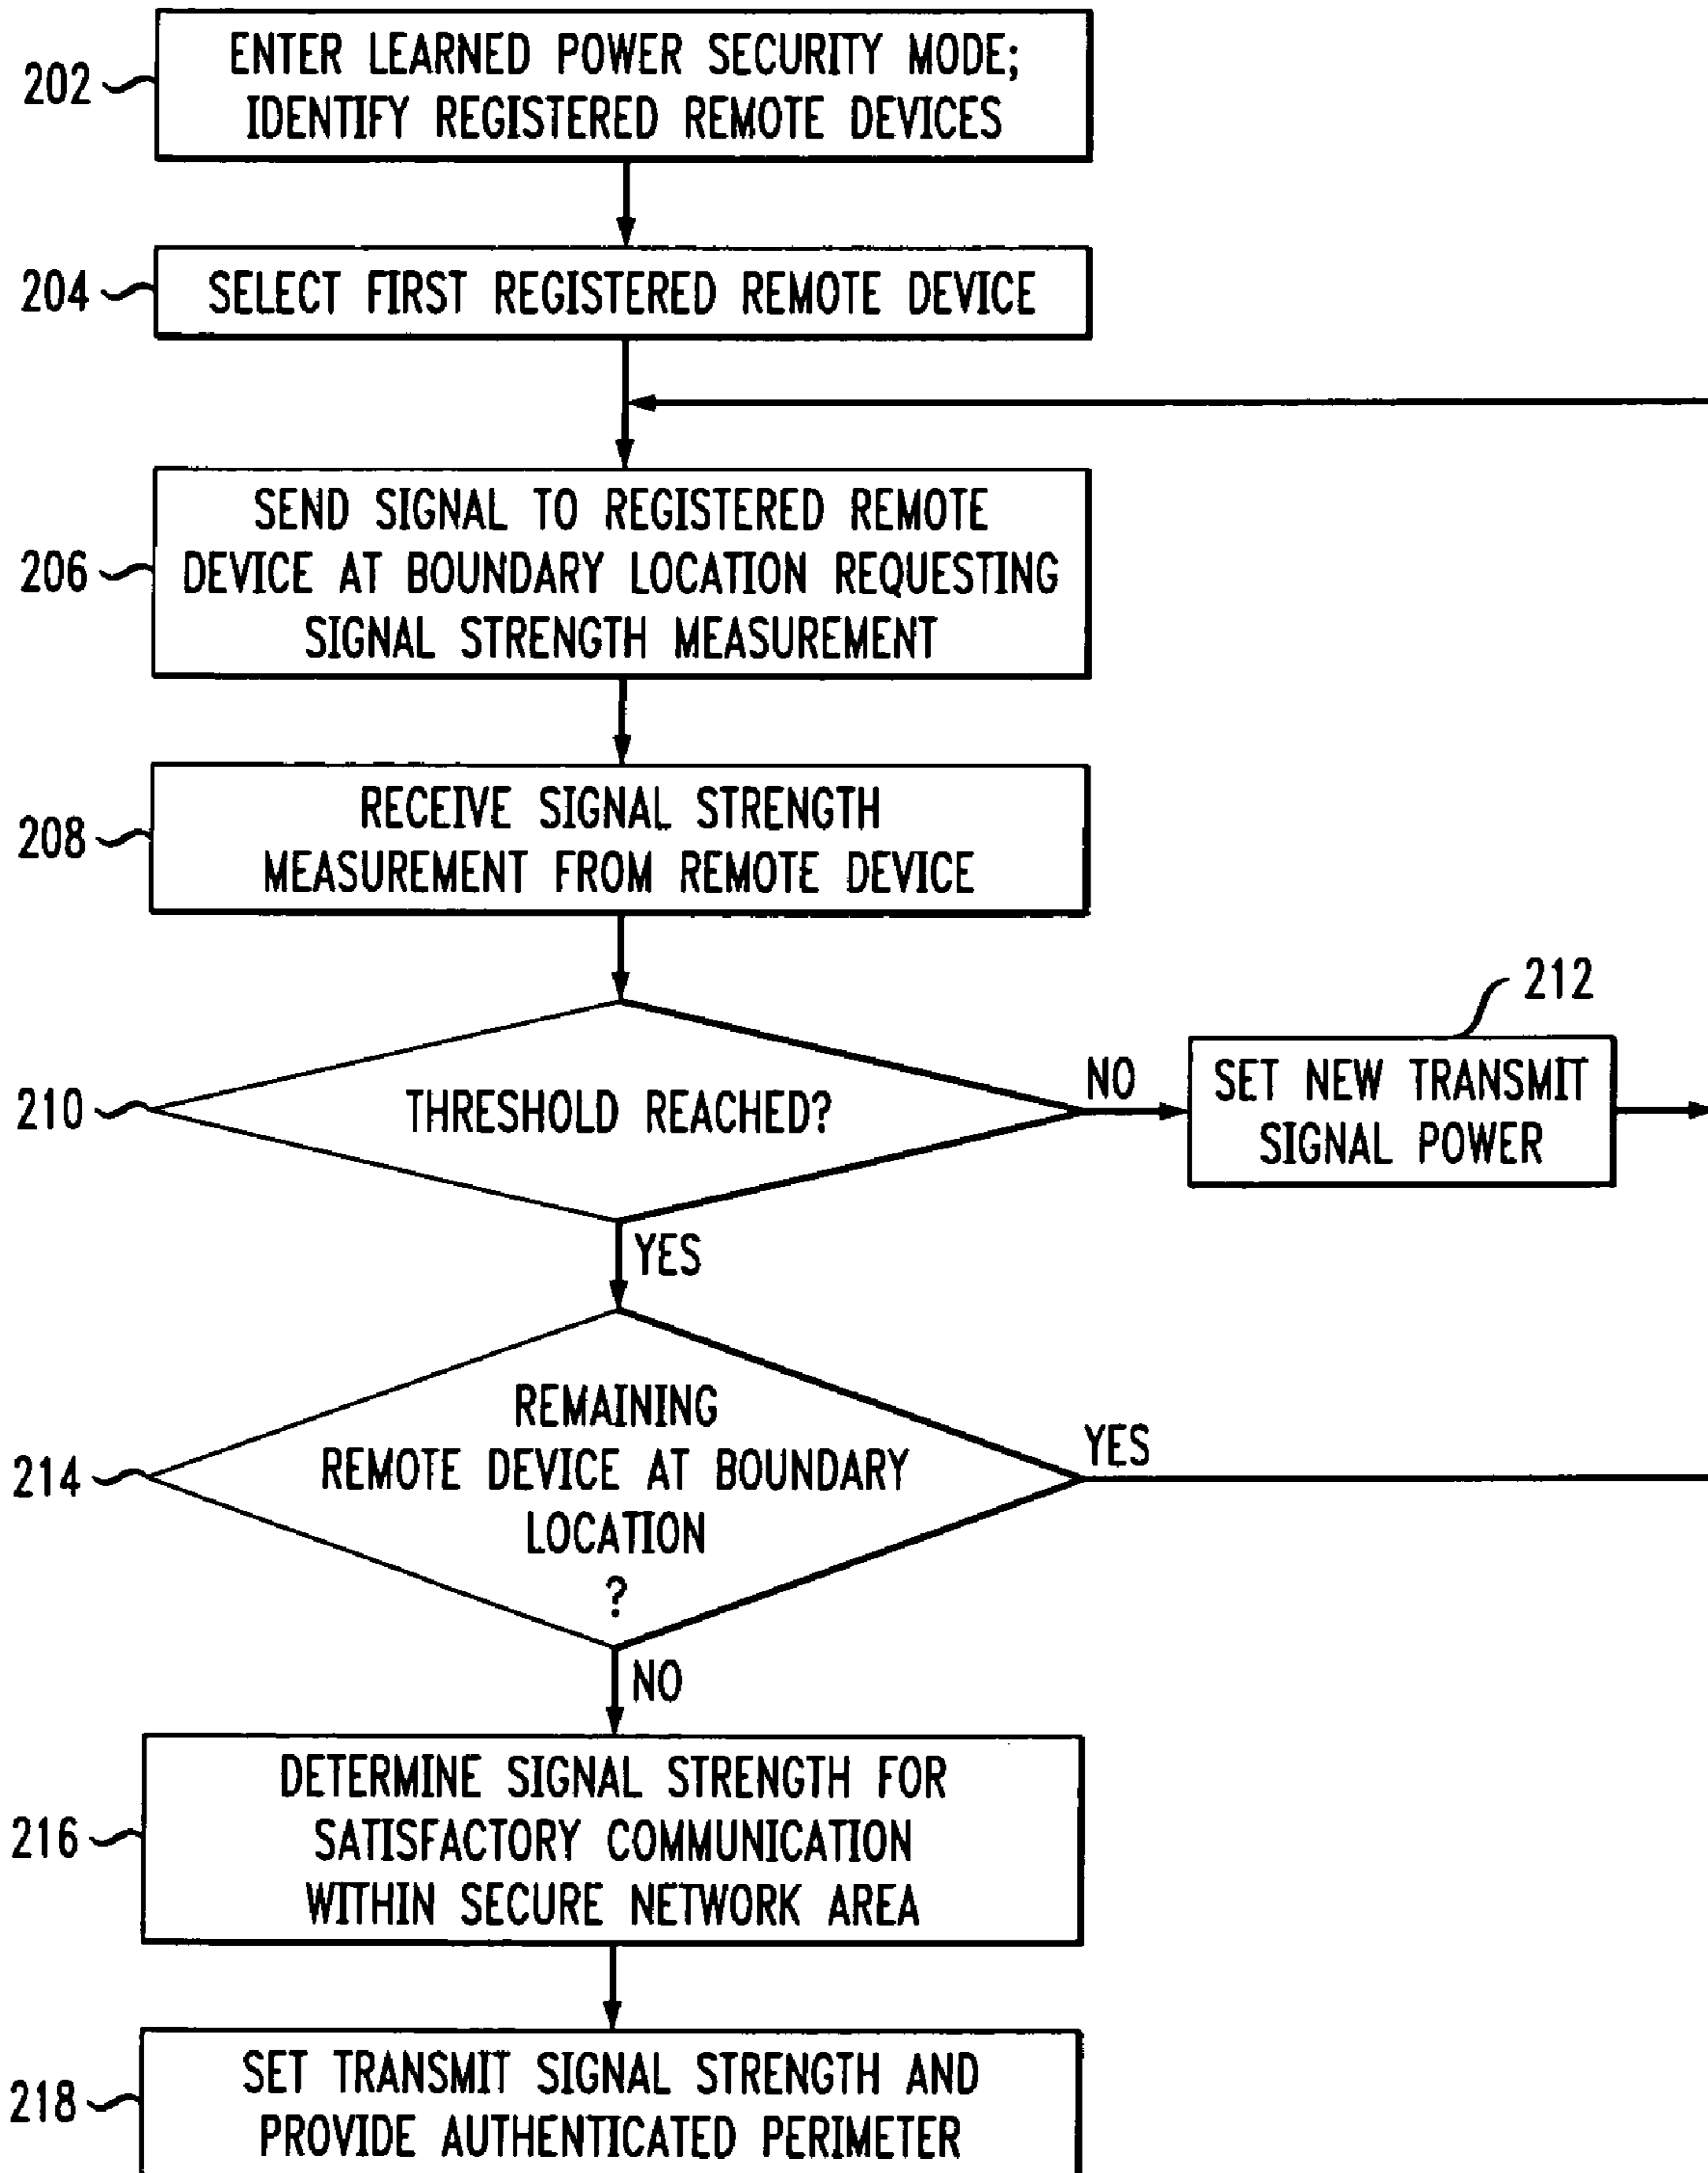 202
ENTER LEARNED POWER SECURITY MODE;
IDENTIFY REGISTERED REMOTE DEVICES
204
SELECT FIRST REGISTERED REMOTE DEVICE
206
SEND SIGNAL TO REGISTERED REMOTE
DEVICE AT BOUNDARY LOCATION REQUESTING
SIGNAL STRENGTH MEASUREMENT
208
RECEIVE SIGNAL STRENGTH
MEASUREMENT FROM REMOTE DEVICE
210
THRESHOLD REACHED?
NO
212
SET NEW TRANSMIT
SIGNAL POWER
YES
214
REMAINING
REMOTE DEVICE AT BOUNDARY
LOCATION
?
YES
NO
216
DETERMINE SIGNAL STRENGTH FOR
SATISFACTORY COMMUNICATION
WITHIN SECURE NETWORK AREA
218
SET TRANSMIT SIGNAL STRENGTH AND
PROVIDE AUTHENTICATED PERIMETER